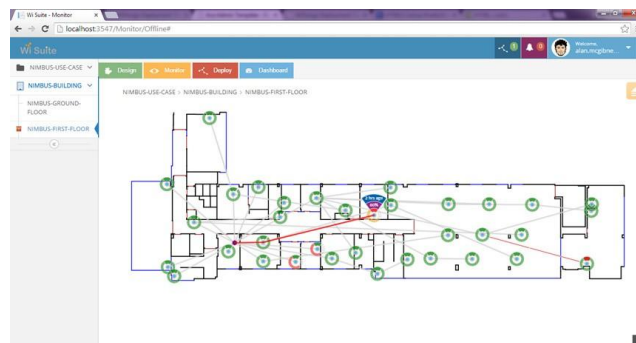 Wi Suite - Monitor
localhost:3547/Monitor/Offline#
Wi Suite
Welcome,
alan.mcgibne...
NIMBUS-USE-CASE
Design
Monitor
Deploy
Dashboard
NIMBUS-BUILDING
NIMBUS-USE-CASE > NIMBUS-BUILDING > NIMBUS-FIRST-FLOOR
NIMBUS-GROUND-
FLOOR
NIMBUS-FIRST-FLOOR